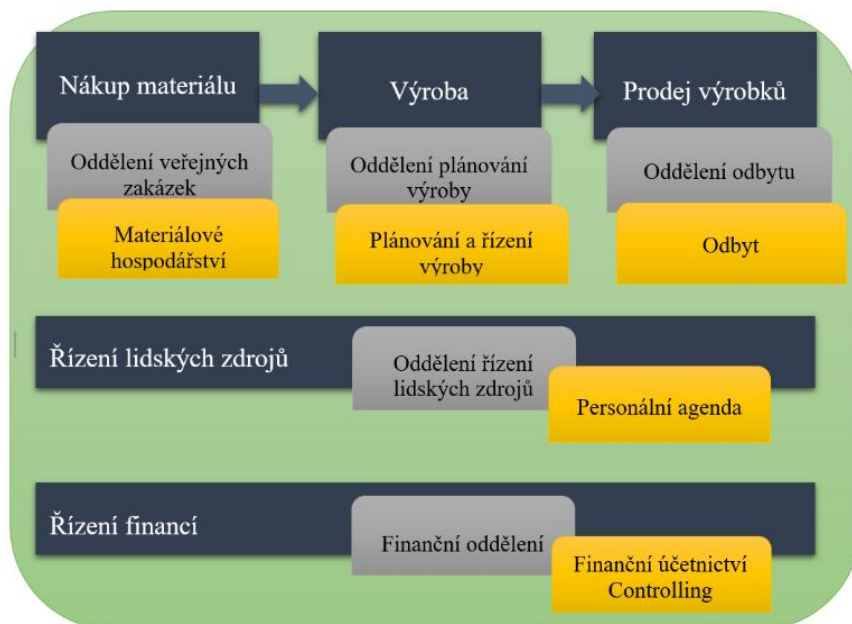 Nákup materiálu
Výroba
Prodej výrobků
Oddělení veřejných
zakázek
Oddělení plánování
výroby
Oddělení odbytu
Materiálové
hospodářství
Plánování a řízení
výroby
Odbyt
Řízení lidských zdrojů
Oddělení řízení
lidských zdrojů
Personální agenda
Řízení financí
Finanční oddělení
Finanční účetnictví
Controlling